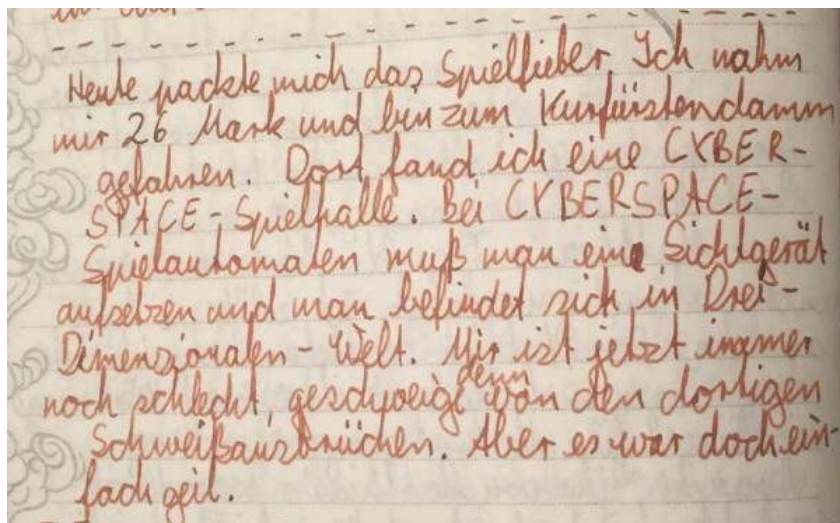 Heute packte mich das Spielfieber. Ich nahm
mir 26 Mark und bin zum Kurfürstendamm
gefahren. Dort fand ich eine CYBER-
SPACE-Spielhalle. Bei CYBERSPACE-
Spielautomaten muß man ein Sichtgerät
aufsetzen und man befindet sich in Drei-
Dimensionalen-Welt. Mir ist jetzt immer
noch schlecht, geschweige denn von den dortigen
Schweißausbrüchen. Aber es war doch ein-
fach geil.